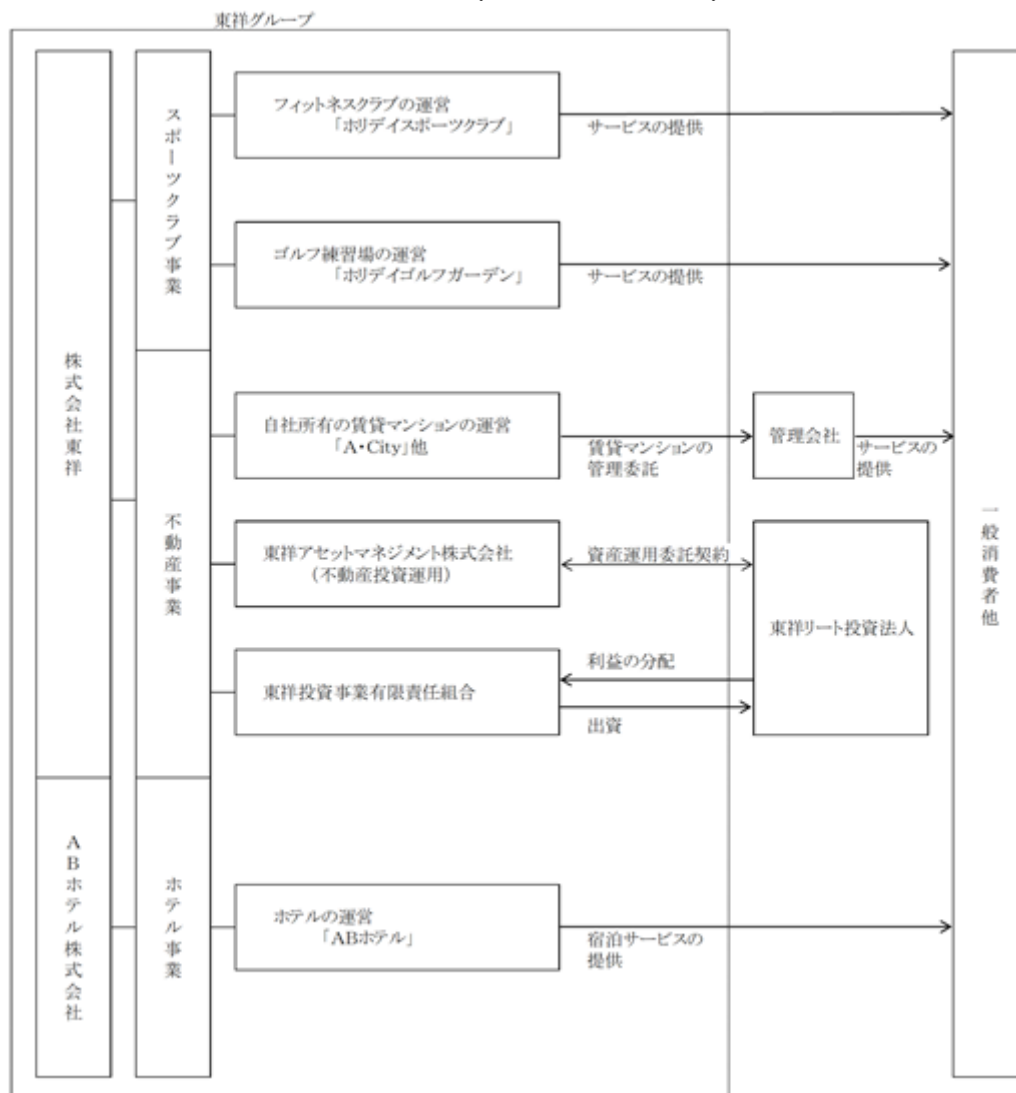 東祥グループ
株式会社東祥
ABホテル株式会社
スポーツクラブ事業
不動産事業
ホテル事業
フィットネスクラブの運営
「ホリデイスポーツクラブ」
サービスの提供
ゴルフ練習場の運営
「ホリデイゴルフガーデン」
サービスの提供
自社所有の賃貸マンションの運営
「A・City」他
賃貸マンションの
管理委託
管理会社
サービスの
提供
東祥アセットマネジメント株式会社
(不動産投資運用)
資産運用委託契約
東祥リート投資法人
東祥投資事業有限責任組合
利益の分配
出資
ホテルの運営
「ABホテル」
宿泊サービスの
提供
一般消費者他